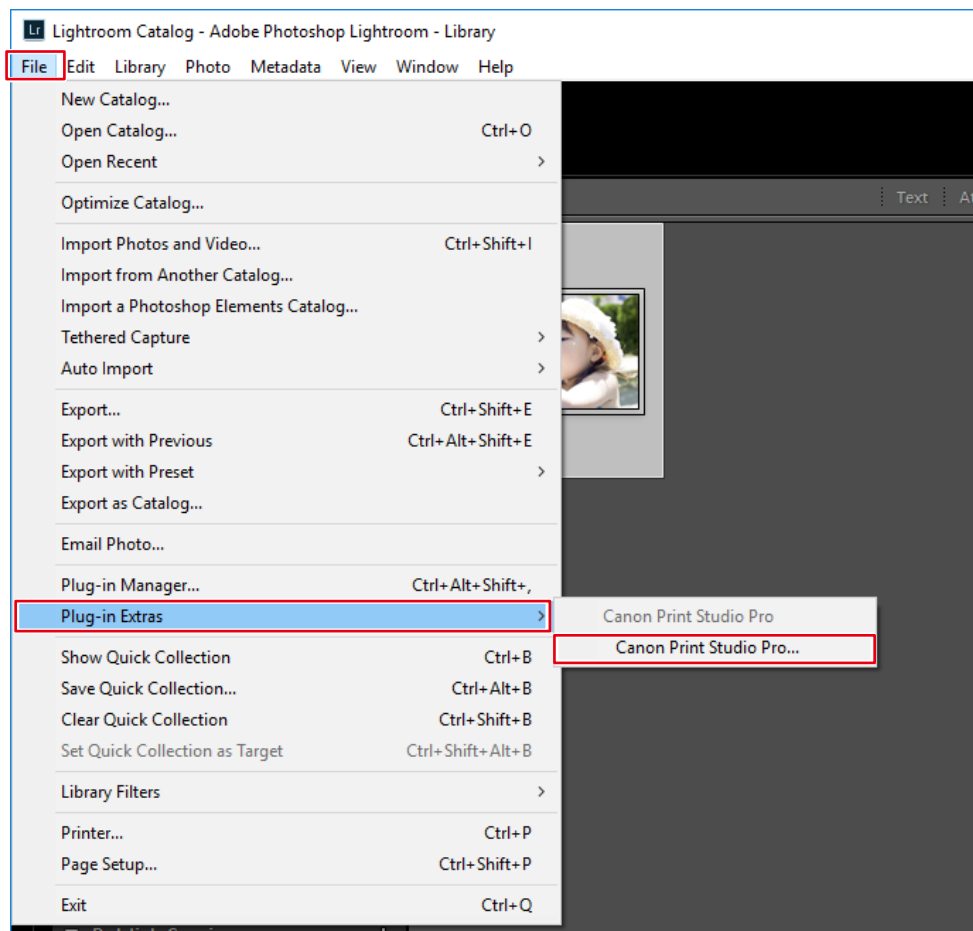 Lr Lightroom Catalog - Adobe Photoshop Lightroom - Library
File Edit Library Photo Metadata View Window Help
New Catalog...
Open Catalog... Ctrl+O
Open Recent
Optimize Catalog...
Text
Import Photos and Video... Ctrl+Shift+I
Import from Another Catalog...
Import a Photoshop Elements Catalog...
Tethered Capture
Auto Import
Export... Ctrl+Shift+E
Export with Previous Ctrl+Alt+Shift+E
Export with Preset
Export as Catalog...
Email Photo...
Plug-in Manager... Ctrl+Alt+Shift+,
Plug-in Extras Canon Print Studio Pro
Canon Print Studio Pro...
Show Quick Collection Ctrl+B
Save Quick Collection... Ctrl+Alt+B
Clear Quick Collection Ctrl+Shift+B
Set Quick Collection as Target Ctrl+Shift+Alt+B
Library Filters
Printer... Ctrl+P
Page Setup... Ctrl+Shift+P
Exit Ctrl+Q